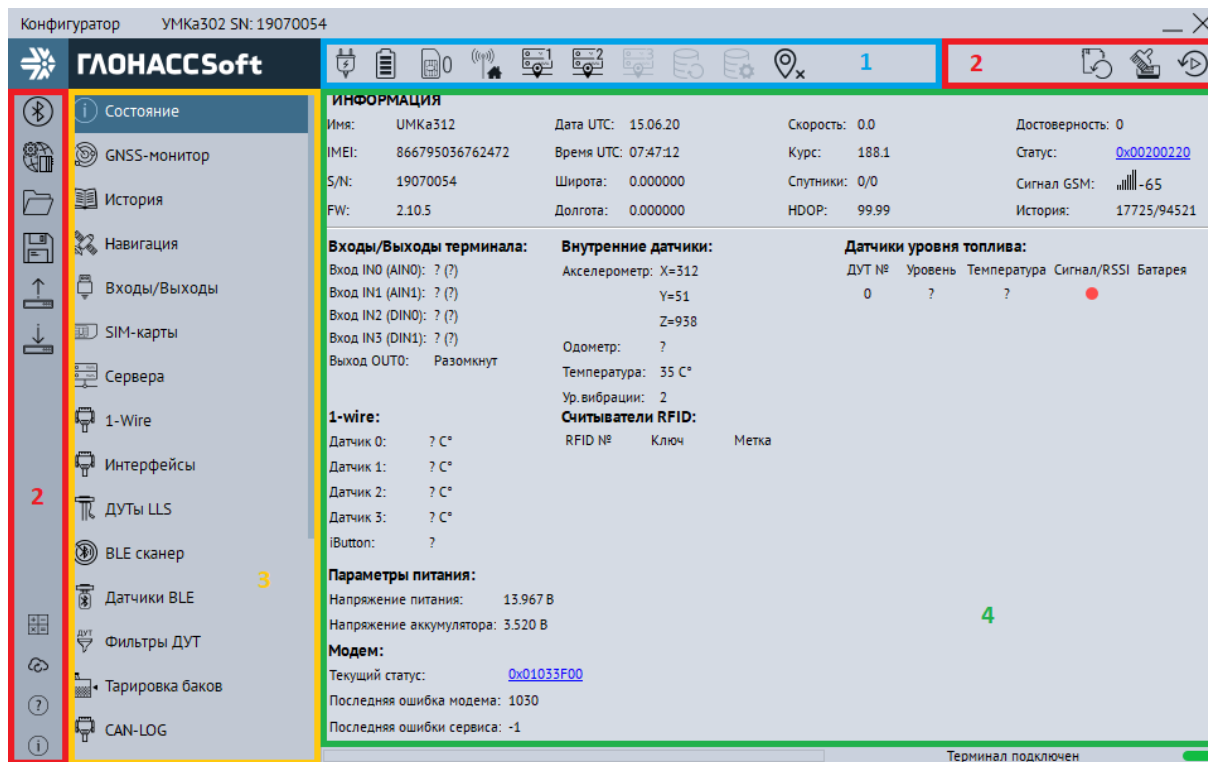 Конфигуратор УМКа302 SN: 19070054
ГЛОНАССSoft
0 1 2 3 x 1 2
Состояние
GNSS-монитор
История
Навигация
Входы/Выходы
SIM-карты
Сервера
1-Wire
Интерфейсы
2
ДУТы LLS
BLE сканер
3
Датчики BLE
ДУТ
Фильтры ДУТ
Тарировка баков
CAN-LOG
ИНФОРМАЦИЯ
Имя: UMKa312 Дата UTC: 15.06.20 Скорость: 0.0 Достоверность: 0
IMEI: 866795036762472 Время UTC: 07:47:12 Курс: 188.1 Статус: 0x00200220
S/N: 19070054 Широта: 0.000000 Спутники: 0/0 Сигнал GSM: -65
FW: 2.10.5 Долгота: 0.000000 HDOP: 99.99 История: 17725/94521
Входы/Выходы терминала:
Вход IN0 (AIN0): ? (?)
Вход IN1 (AIN1): ? (?)
Вход IN2 (DIN0): ? (?)
Вход IN3 (DIN1): ? (?)
Выход OUT0: Разомкнут
Внутренние датчики:
Акселерометр: X=312
Y=51
Z=938
Одометр: ?
Температура: 35 C°
Ур.вибрации: 2
Датчики уровня топлива:
ДУТ № Уровень Температура Сигнал/RSSI Батарея
0 ? ?
1-wire:
Датчик 0: ? C°
Датчик 1: ? C°
Датчик 2: ? C°
Датчик 3: ? C°
iButton: ?
Считыватели RFID:
RFID № Ключ Метка
Параметры питания:
Напряжение питания: 13.967 В
Напряжение аккумулятора: 3.520 В
4
Модем:
Текущий статус: 0x01033F00
Последняя ошибка модема: 1030
Последняя ошибки сервиса: -1
Терминал подключен